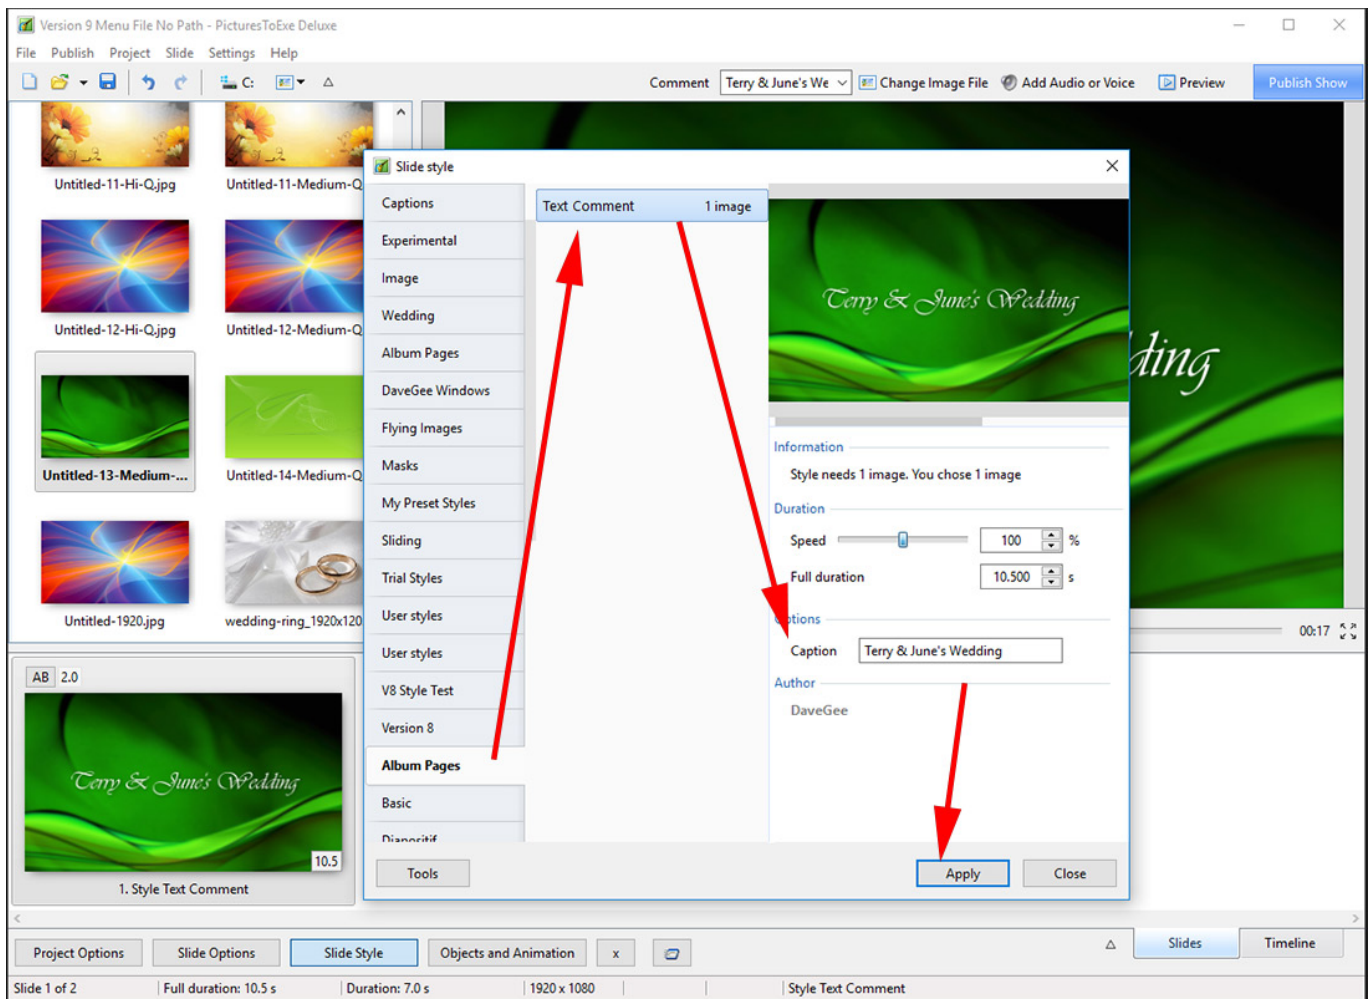 Version 9 Menu File No Path - PicturesToExe Deluxe
File Publish Project Slide Settings Help
C:
Comment Terry & June's We Change Image File Add Audio or Voice Preview Publish Show
Untitled-11-Hi-Q.jpg Untitled-11-Medium-Q
Untitled-12-Hi-Q.jpg Untitled-12-Medium-Q
Untitled-13-Medium-... Untitled-14-Medium-Q
Untitled-1920.jpg wedding-ring_1920x120
Slide style
Captions
Experimental
Image
Wedding
Album Pages
DaveGee Windows
Flying Images
Masks
My Preset Styles
Sliding
Trial Styles
User styles
User styles
V8 Style Test
Version 8
Album Pages
Basic
Diapositif
Text Comment 1 image
Terry & June's Wedding
Information
Style needs 1 image. You chose 1 image
Duration
Speed 100 %
Full duration 10.500 s
Options
Caption Terry & June's Wedding
Author
DaveGee
Tools Apply Close
dding
00:17
AB 2.0
Terry & June's Wedding
10.5
1. Style Text Comment
Project Options Slide Options Slide Style Objects and Animation x Slides Timeline
Slide 1 of 2 Full duration: 10.5 s Duration: 7.0 s 1920 x 1080 Style Text Comment